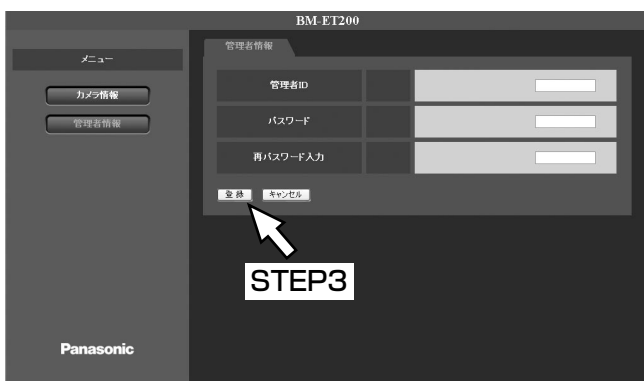 BM-ET200
メニュー
カメラ情報
管理者情報
Panasonic
管理者情報
管理者ID
パスワード
再パスワード入力
登録 キャンセル
STEP3